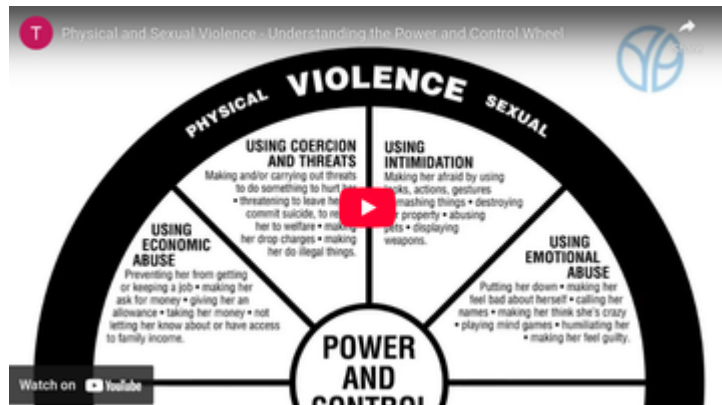 T
Physical and Sexual Violence - Understanding the Power and Control Wheel
Share
PHYSICAL VIOLENCE SEXUAL
USING COERCION
AND THREATS
Making and/or carrying out threats
to do something to hurt her
• threatening to leave her
commit suicide, to
her to welfare • making
her drop charges • making
her do illegal things.
USING
INTIMIDATION
Making her afraid by using
looks, actions, gestures
smashing things • destroying
her property • abusing
pets • displaying
weapons.
USING
ECONOMIC
ABUSE
Preventing her from getting
or keeping a job • making her
ask for money • giving her an
allowance • taking her money • not
letting her know about or have access
to family income.
USING
EMOTIONAL
ABUSE
Putting her down • making her
feel bad about herself • calling her
names • making her think she's crazy
• playing mind games • humiliating her
• making her feel guilty.
POWER
AND
CONTROL
Watch on YouTube